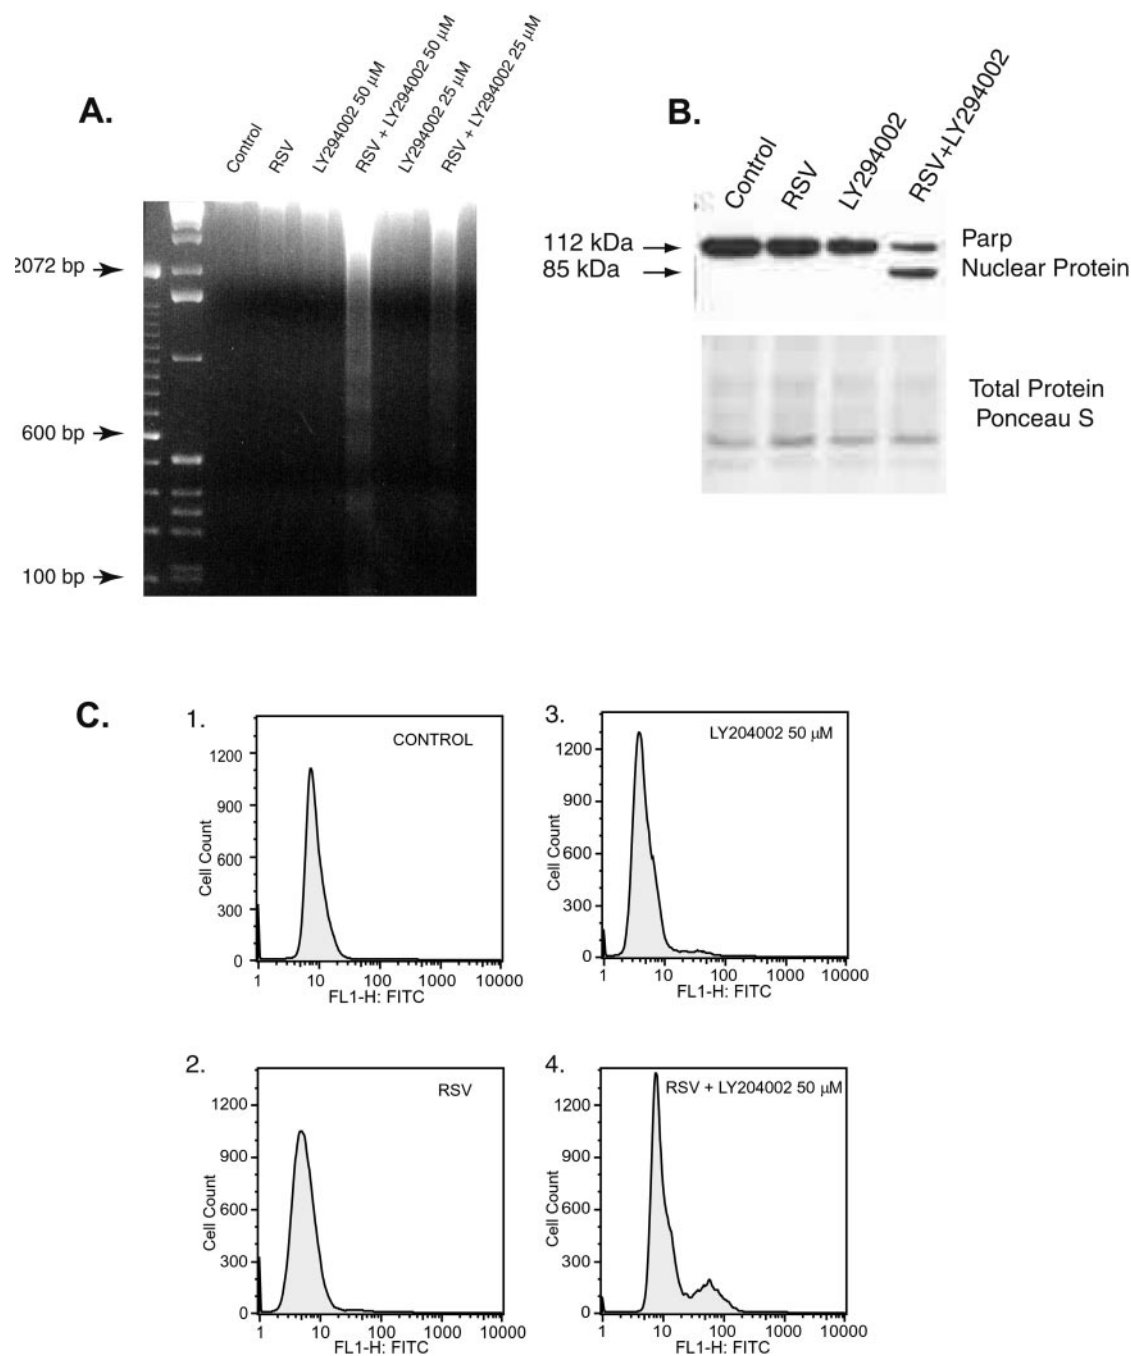 A.
Control
RSV
LY294002 50 μM
RSV + LY294002 50 μM
LY294002 25 μM
RSV + LY294002 25 μM
2072 bp
600 bp
100 bp
B.
Control
RSV
LY294002
RSV+LY294002
112 kDa
85 kDa
Parp
Nuclear Protein
Total Protein
Ponceau S
C.
1.
CONTROL
1200
900
600
300
0
Cell Count
1 10 100 1000 10000
FL1-H: FITC
3.
LY204002 50 μM
1200
900
600
300
0
Cell Count
1 10 100 1000 10000
FL1-H: FITC
2.
RSV
1200
900
600
300
0
Cell Count
1 10 100 1000 10000
FL1-H: FITC
4.
RSV + LY204002 50 μM
1200
900
600
300
0
Cell Count
1 10 100 1000 10000
FL1-H: FITC